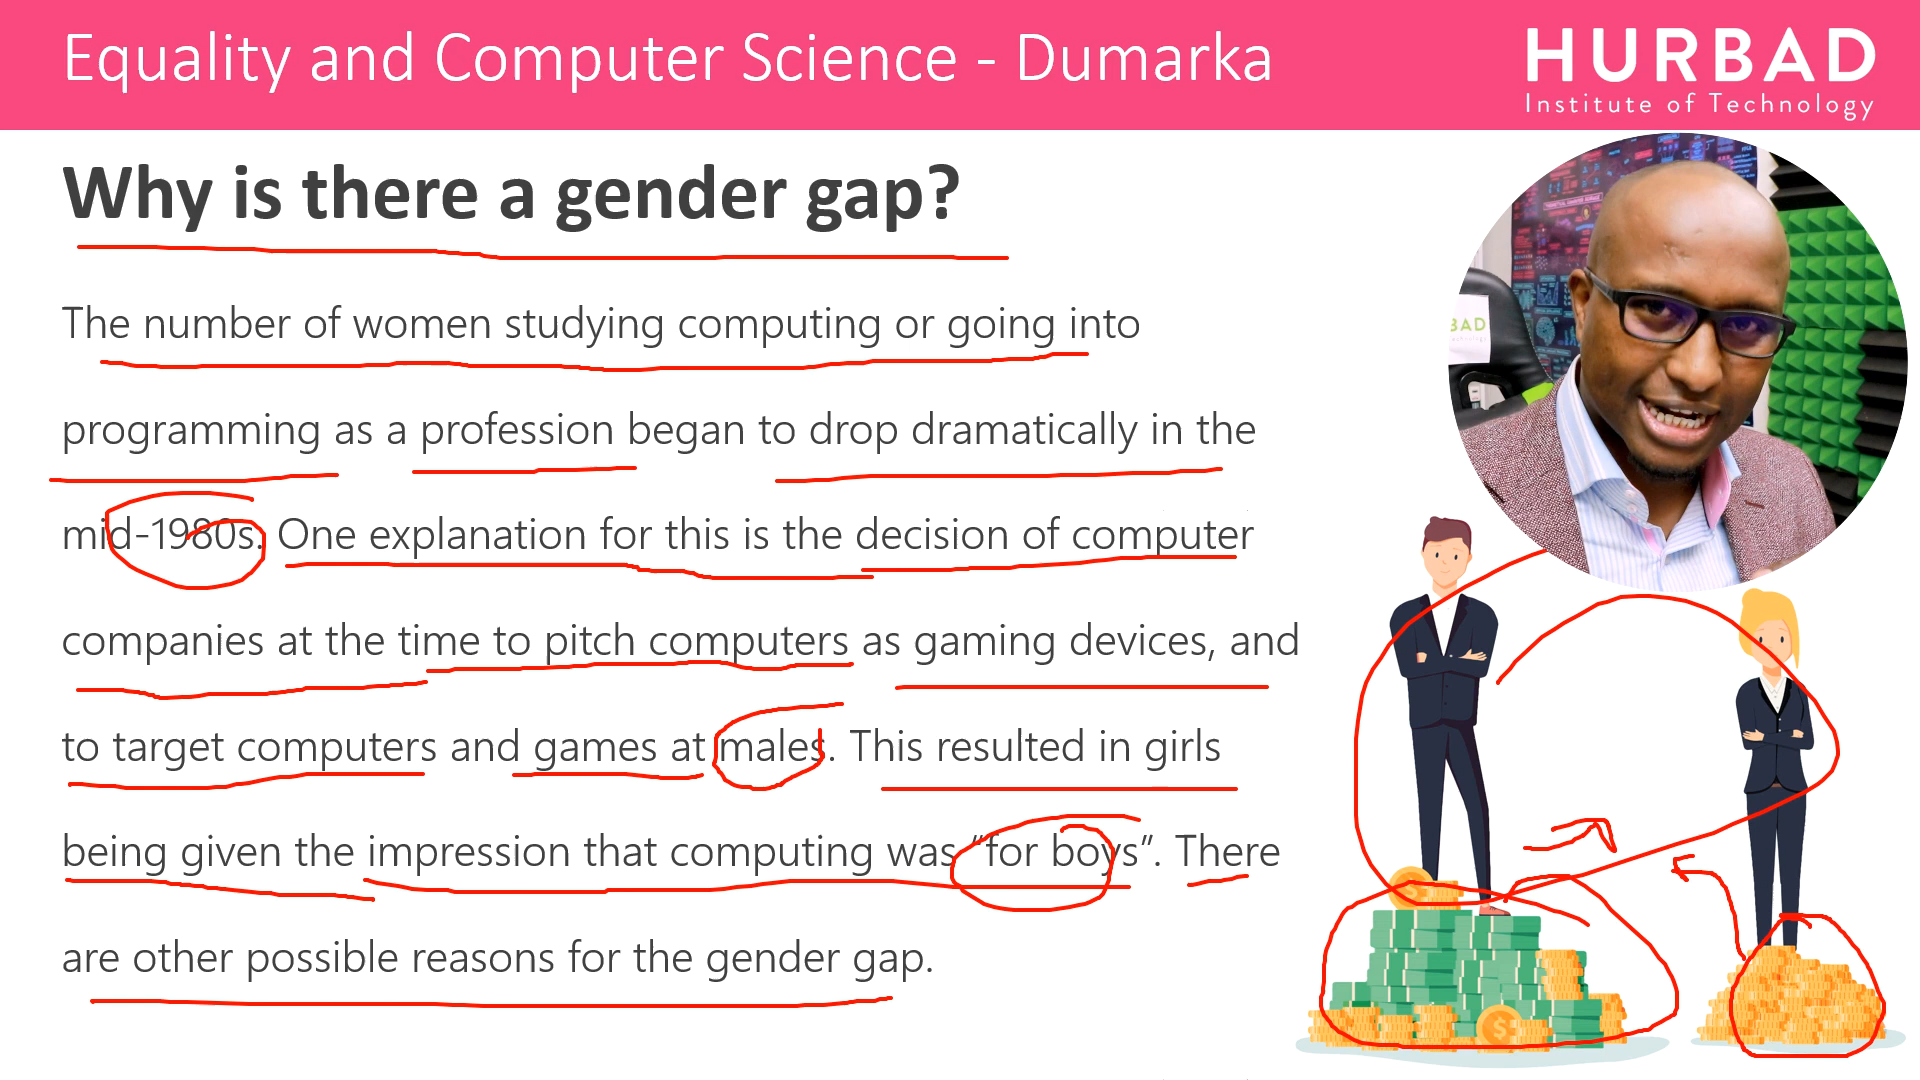 Equality and Computer Science - Dumarka
HURBAD
Institute of Technology
Why is there a gender gap?
The number of women studying computing or going into
programming as a profession began to drop dramatically in the
mid-1980s. One explanation for this is the decision of computer
companies at the time to pitch computers as gaming devices, and
to target computers and games at males. This resulted in girls
being given the impression that computing was “for boys”. There
are other possible reasons for the gender gap.
BAD
$
$